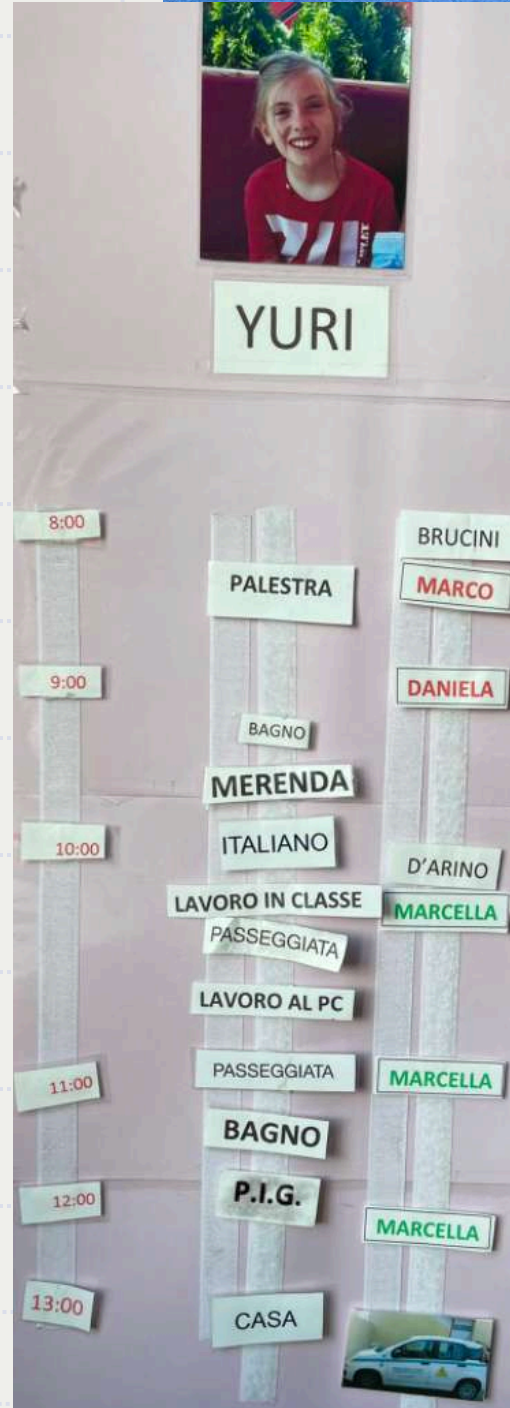 YURI
8:00
BRUCINI
PALESTRA
MARCO
9:00
DANIELA
BAGNO
MERENDA
10:00
ITALIANO
D'ARINO
LAVORO IN CLASSE
MARCELLA
PASSEGGIATA
LAVORO AL PC
11:00
PASSEGGIATA
MARCELLA
BAGNO
12:00
P.I.G.
MARCELLA
13:00
CASA